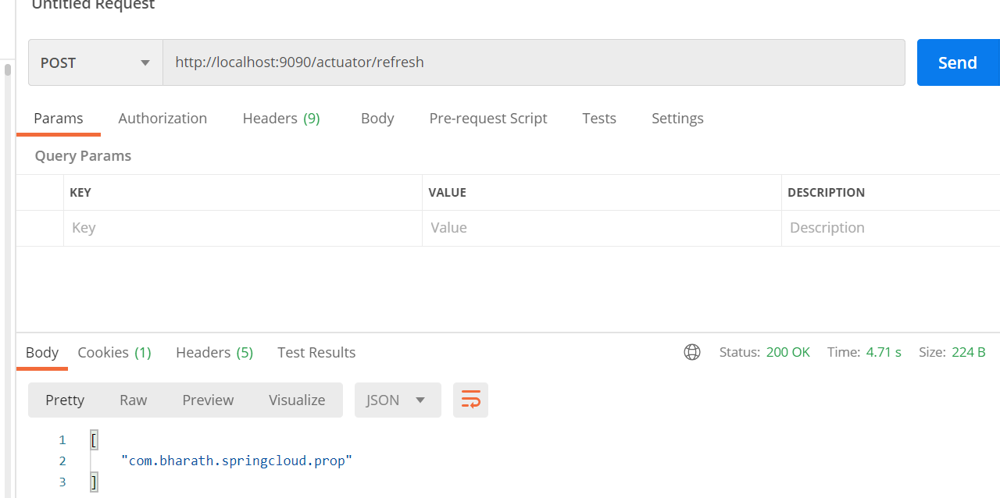 Untitled Request
POST http://localhost:9090/actuator/refresh Send
Params Authorization Headers (9) Body Pre-request Script Tests Settings
Query Params
KEY VALUE DESCRIPTION
Key Value Description
Body Cookies (1) Headers (5) Test Results Status: 200 OK Time: 4.71 s Size: 224 B
Pretty Raw Preview Visualize JSON
1 [
2 "com.bharath.springcloud.prop"
3 ]